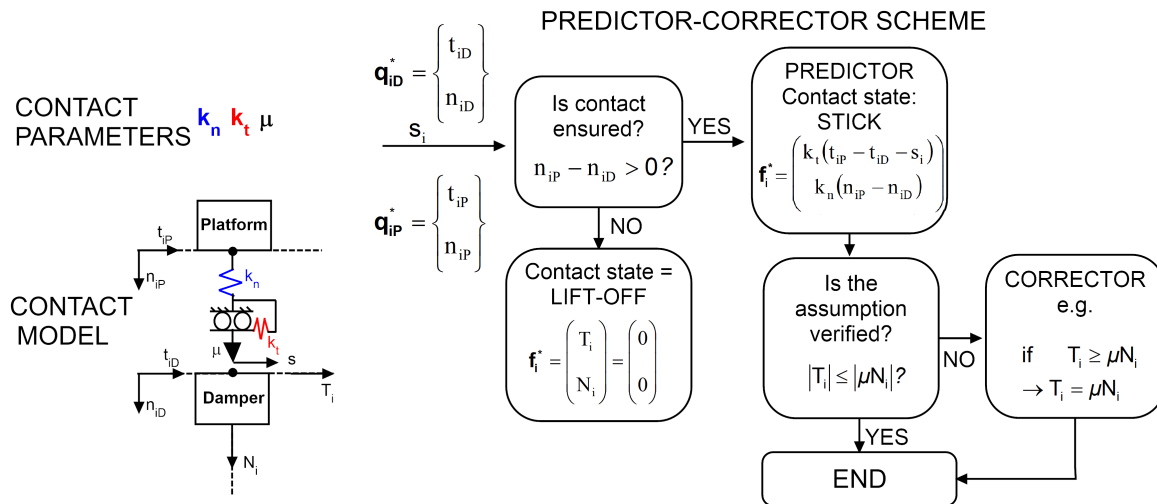 PREDICTOR-CORRECTOR SCHEME
CONTACT
PARAMETERS k_n k_t μ
q*_iD = { t_iD
n_iD }
s_i
q*_iP = { t_iP
n_iP }
Is contact
ensured?
n_iP − n_iD > 0?
YES
NO
PREDICTOR
Contact state:
STICK
f*_i = ( k_t(t_iP − t_iD − s_i)
k_n(n_iP − n_iD) )
Contact state =
LIFT-OFF
f*_i = ( T_i
N_i ) = ( 0
0 )
Is the
assumption
verified?
|T_i| ≤ |μN_i|?
NO
YES
CORRECTOR
e.g.
if T_i ≥ μN_i
→ T_i = μN_i
END
CONTACT
MODEL
Platform
t_iP
n_iP
k_n
k_t
μ
s
t_iD
n_iD
Damper
T_i
N_i